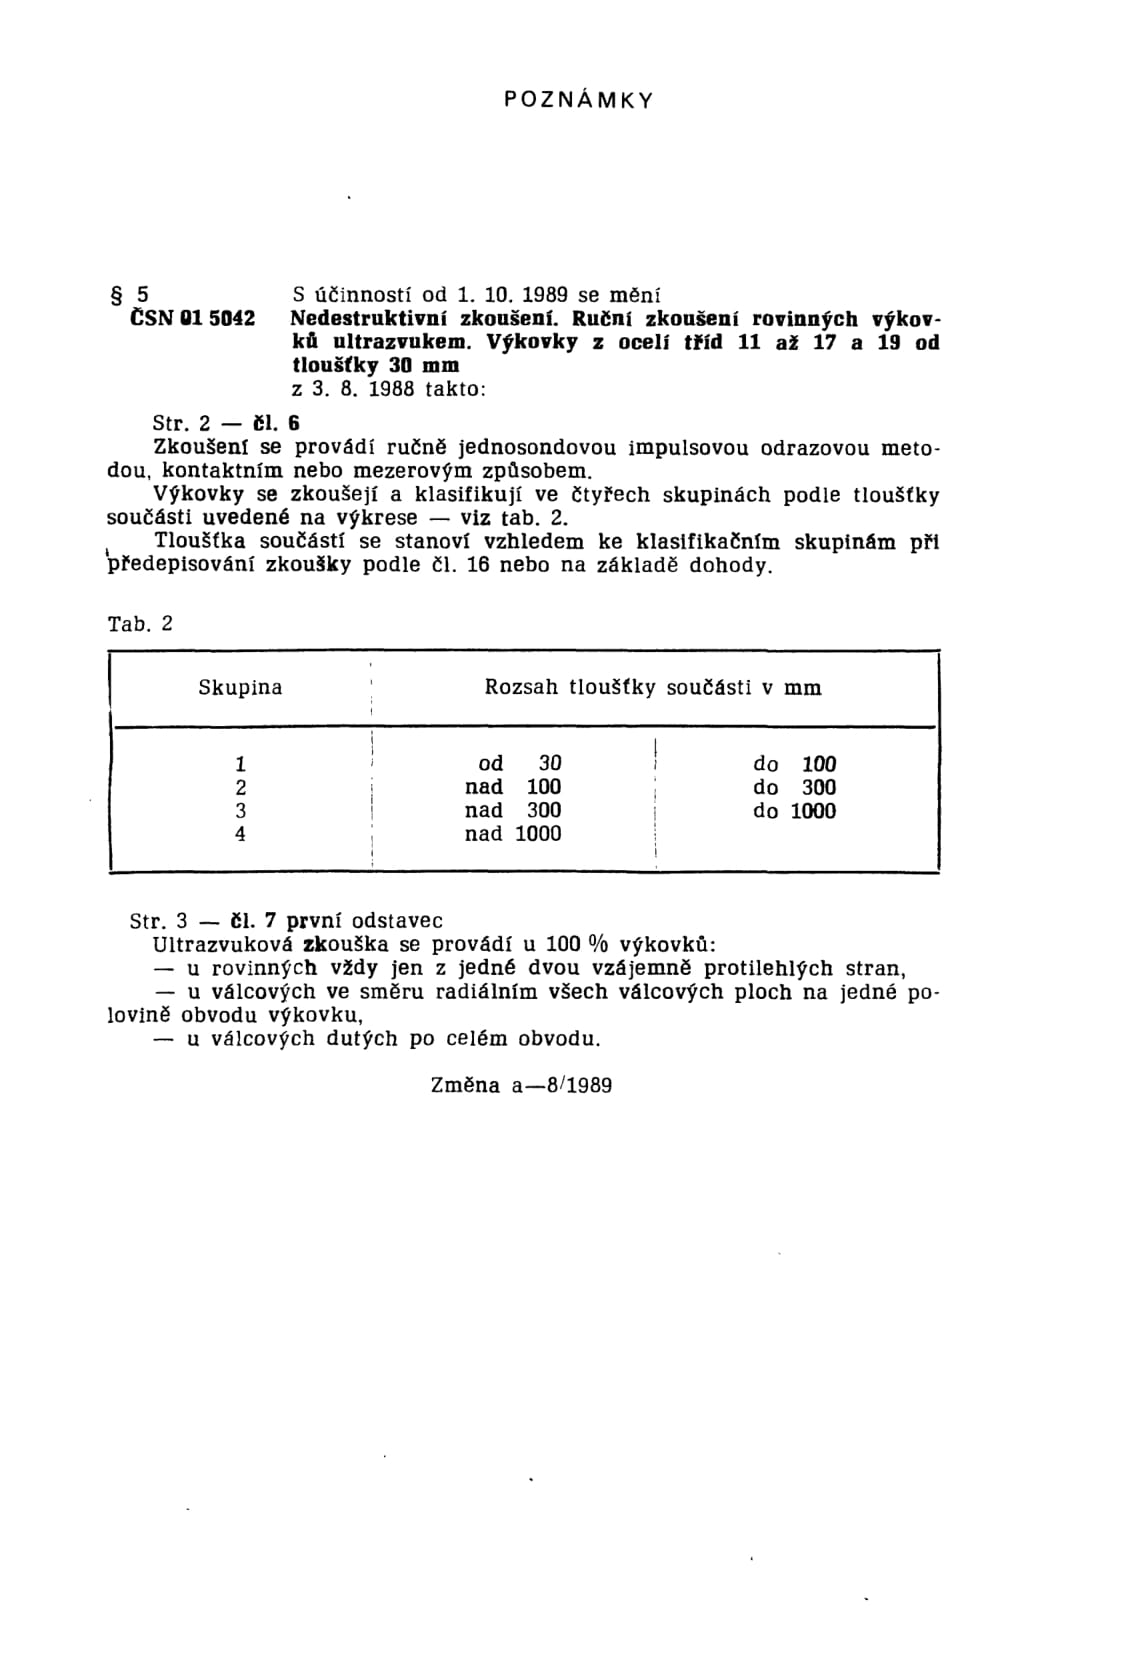 POZNÁMKY
§ 5 S účinností od 1. 10. 1989 se mění
ČSN 01 5042 Nedestruktivní zkoušení. Ruční zkoušení rovinných výkov-
ků ultrazvukem. Výkovky z ocelí tříd 11 až 17 a 19 od
tloušťky 30 mm
z 3. 8. 1988 takto:
Str. 2 — čl. 6
Zkoušení se provádí ručně jednosondovou impulsovou odrazovou meto-
dou, kontaktním nebo mezerovým způsobem.
Výkovky se zkoušejí a klasifikují ve čtyřech skupinách podle tloušťky
součásti uvedené na výkrese — viz tab. 2.
Tloušťka součástí se stanoví vzhledem ke klasifikačním skupinám při
předepisování zkoušky podle čl. 16 nebo na základě dohody.
Tab. 2
Skupina Rozsah tloušťky součásti v mm
1 od 30 do 100
2 nad 100 do 300
3 nad 300 do 1000
4 nad 1000
Str. 3 — čl. 7 první odstavec
Ultrazvuková zkouška se provádí u 100 % výkovků:
— u rovinných vždy jen z jedné dvou vzájemně protilehlých stran,
— u válcových ve směru radiálním všech válcových ploch na jedné po-
lovině obvodu výkovku,
— u válcových dutých po celém obvodu.
Změna a—8/1989